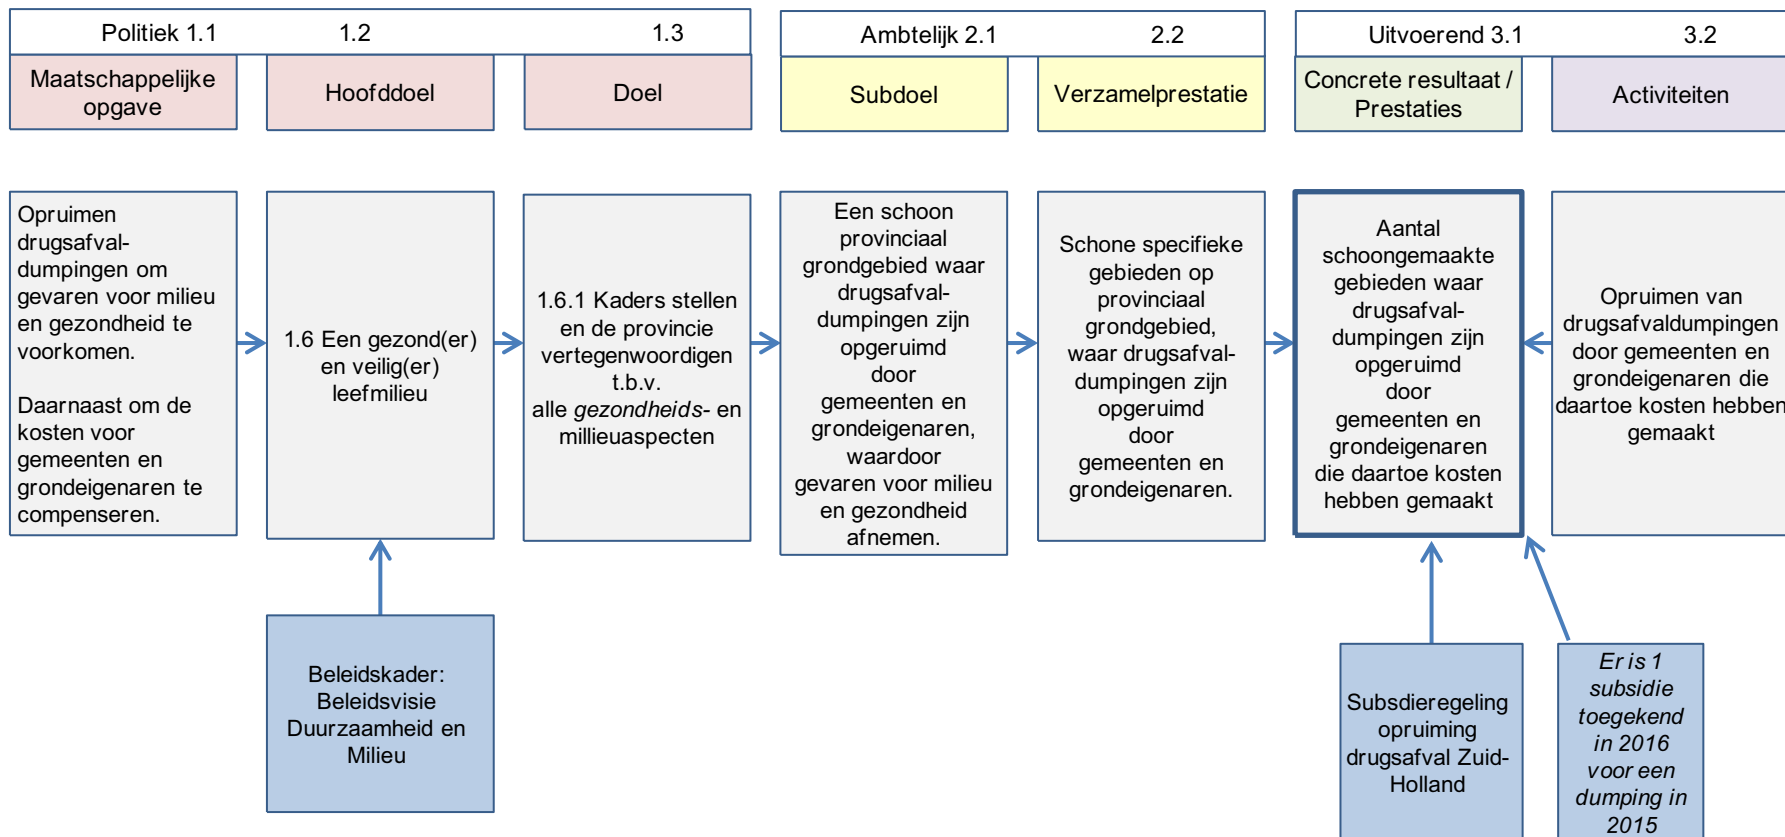 Politiek 1.1 1.2 1.3
Ambtelijk 2.1 2.2
Uitvoerend 3.1 3.2
Maatschappelijke
opgave
Hoofddoel
Doel
Subdoel
Verzamelprestatie
Concrete resultaat /
Prestaties
Activiteiten
Opruimen
drugsafval-
dumpingen om
gevaren voor milieu
en gezondheid te
voorkomen.
Daarnaast om de
kosten voor
gemeenten en
grondeigenaren te
compenseren.
1.6 Een gezond(er)
en veilig(er)
leefmilieu
1.6.1 Kaders stellen
en de provincie
vertegenwoordigen
t.b.v.
alle gezondheids- en
millieuaspecten
Een schoon
provinciaal
grondgebied waar
drugsafval-
dumpingen zijn
opgeruimd
door
gemeenten en
grondeigenaren,
waardoor
gevaren voor milieu
en gezondheid
afnemen.
Schone specifieke
gebieden op
provinciaal
grondgebied,
waar drugsafval-
dumpingen zijn
opgeruimd
door
gemeenten en
grondeigenaren.
Aantal
schoongemaakte
gebieden waar
drugsafval-
dumpingen zijn
opgeruimd
door
gemeenten en
grondeigenaren
die daartoe kosten
hebben gemaakt
Opruimen van
drugsafvaldumpingen
door gemeenten en
grondeigenaren die
daartoe kosten hebben
gemaakt
Beleidskader:
Beleidsvisie
Duurzaamheid en
Milieu
Subsdieregeling
opruiming
drugsafval Zuid-
Holland
Er is 1
subsidie
toegekend
in 2016
voor een
dumping in
2015